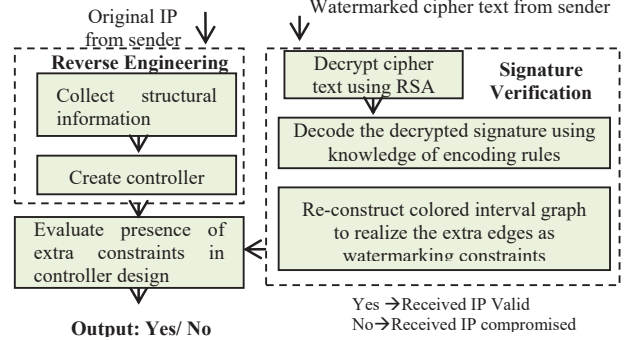 Original IP
from sender
Watermarked cipher text from sender
Reverse Engineering
Collect structural
information
Create controller
Evaluate presence of
extra constraints in
controller design
Output: Yes/ No
Decrypt cipher
text using RSA
Signature
Verification
Decode the decrypted signature using
knowledge of encoding rules
Re-construct colored interval graph
to realize the extra edges as
watermarking constraints
Yes →Received IP Valid
No→Received IP compromised